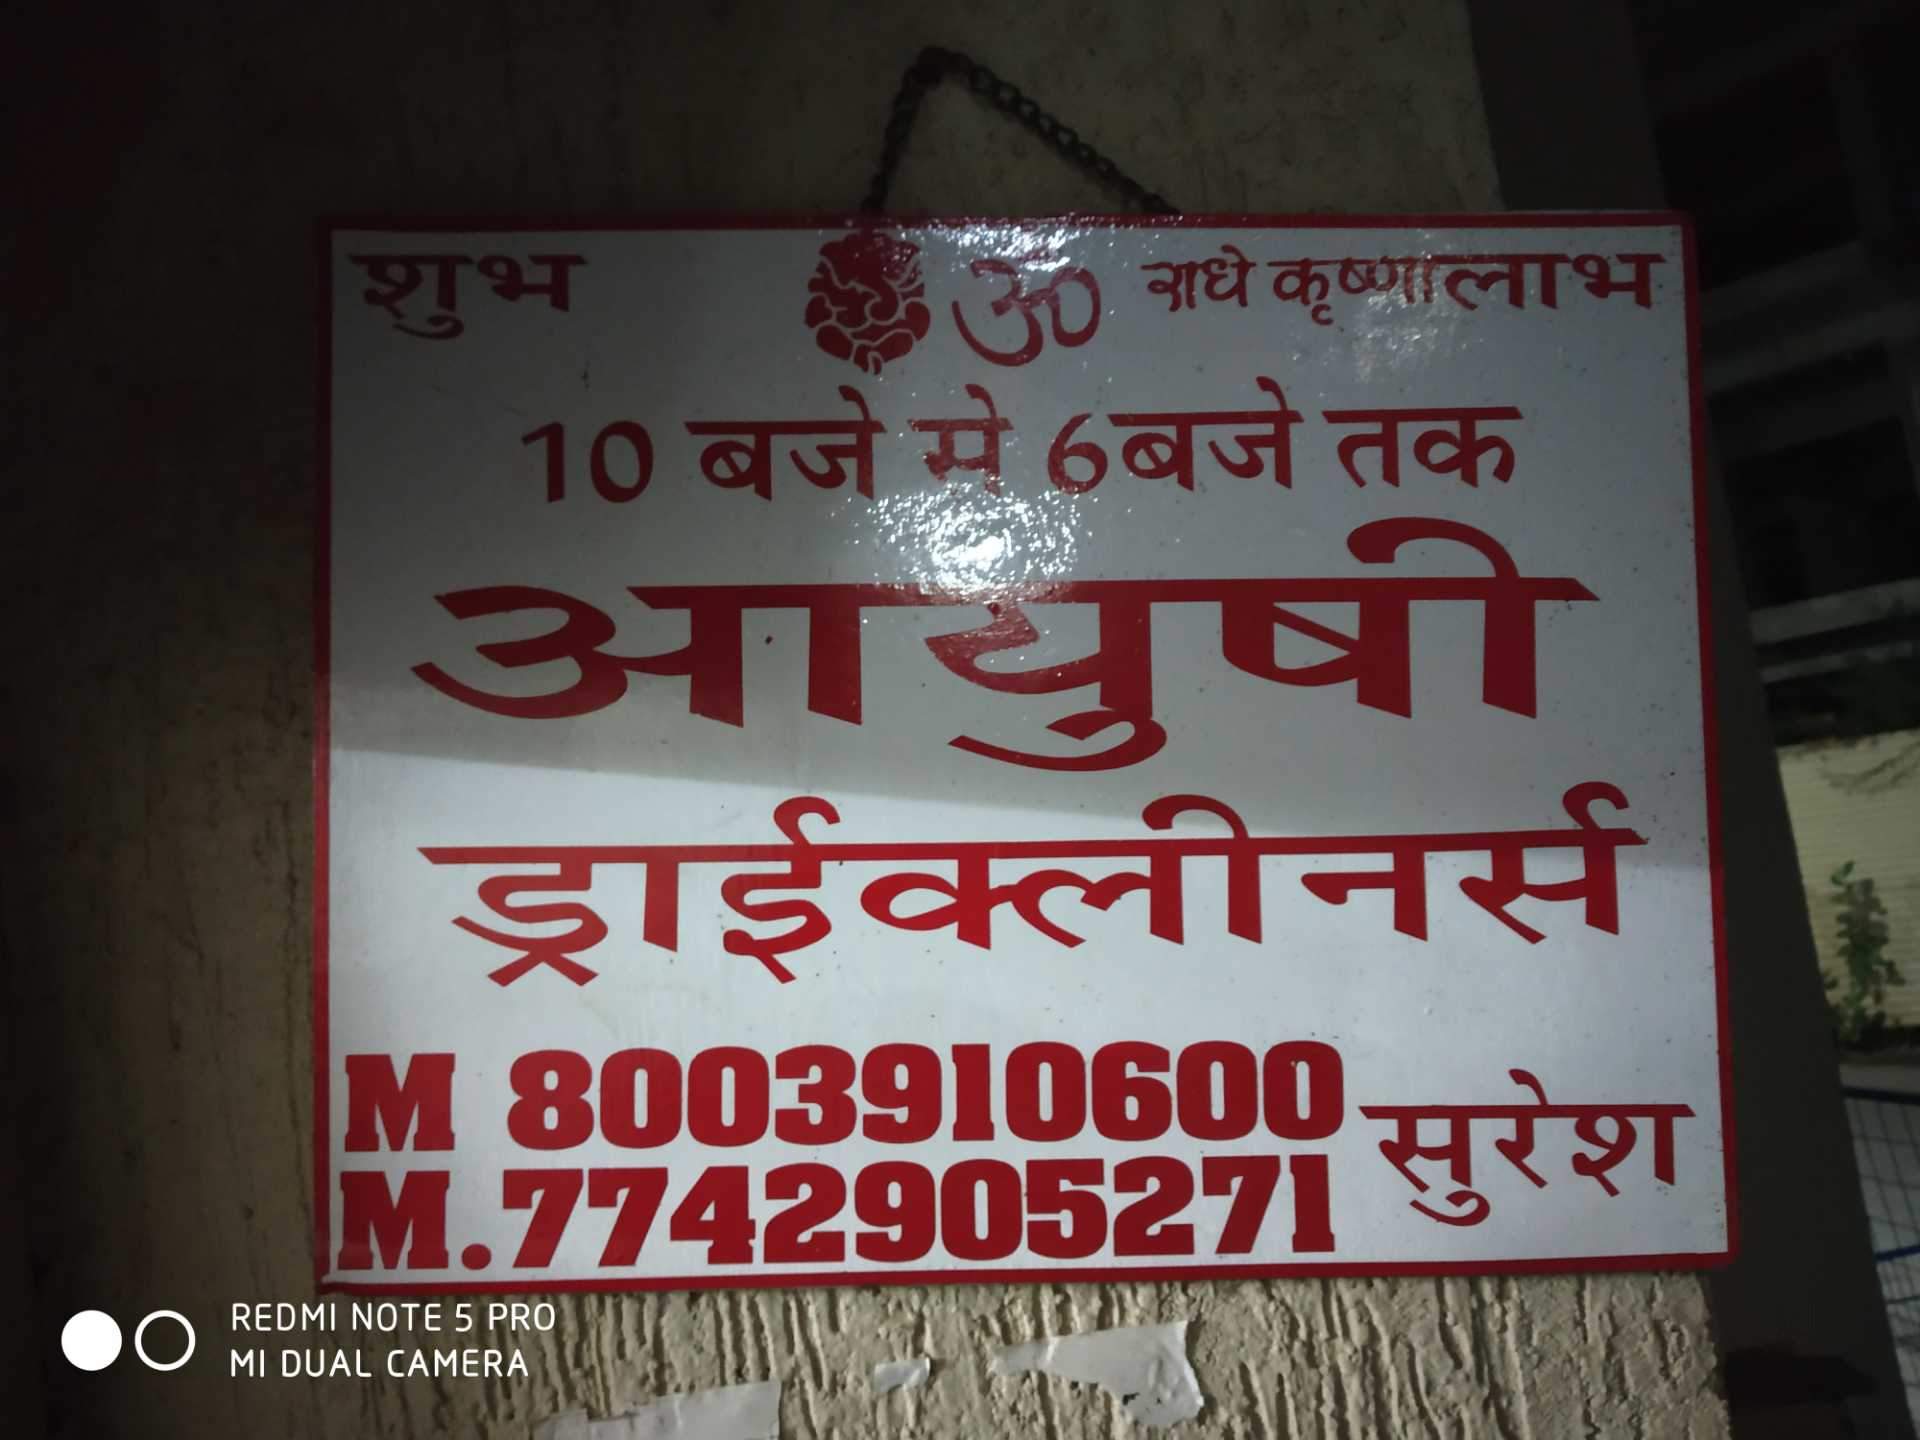 शुभ ॐ राधे कृष्णा लाभ
10 बजे मे 6 बजे तक
आयुषी
ड्राईक्लीनर्स
M 8003910600
M. 7742905271
सुरेश
REDMI NOTE 5 PRO
MI DUAL CAMERA